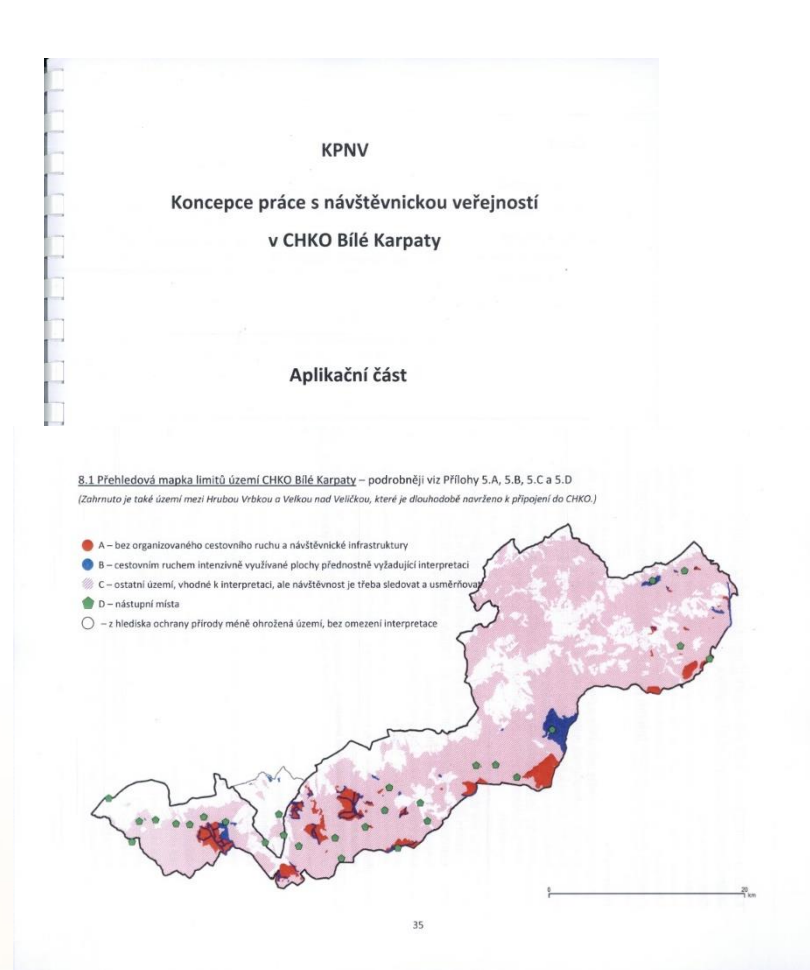 KPNV
Koncepce práce s návštěvnickou veřejností
v CHKO Bílé Karpaty
Aplikační část
8.1 Přehledová mapka limitů území CHKO Bílé Karpaty – podrobněji viz Přílohy 5.A, 5.B, 5.C a 5.D
(Zahrnuto je také území mezi Hrubou Vrbkou a Velkou nad Veličkou, které je dlouhodobě navrženo k připojení do CHKO.)
A – bez organizovaného cestovního ruchu a návštěvnické infrastruktury
B – cestovním ruchem intenzivně využívané plochy přednostně vyžadující interpretaci
C – ostatní území, vhodné k interpretaci, ale návštěvnost je třeba sledovat a usměrňovat
D – nástupní místa
– z hlediska ochrany přírody méně ohrožená území, bez omezení interpretace
0 20
km
35